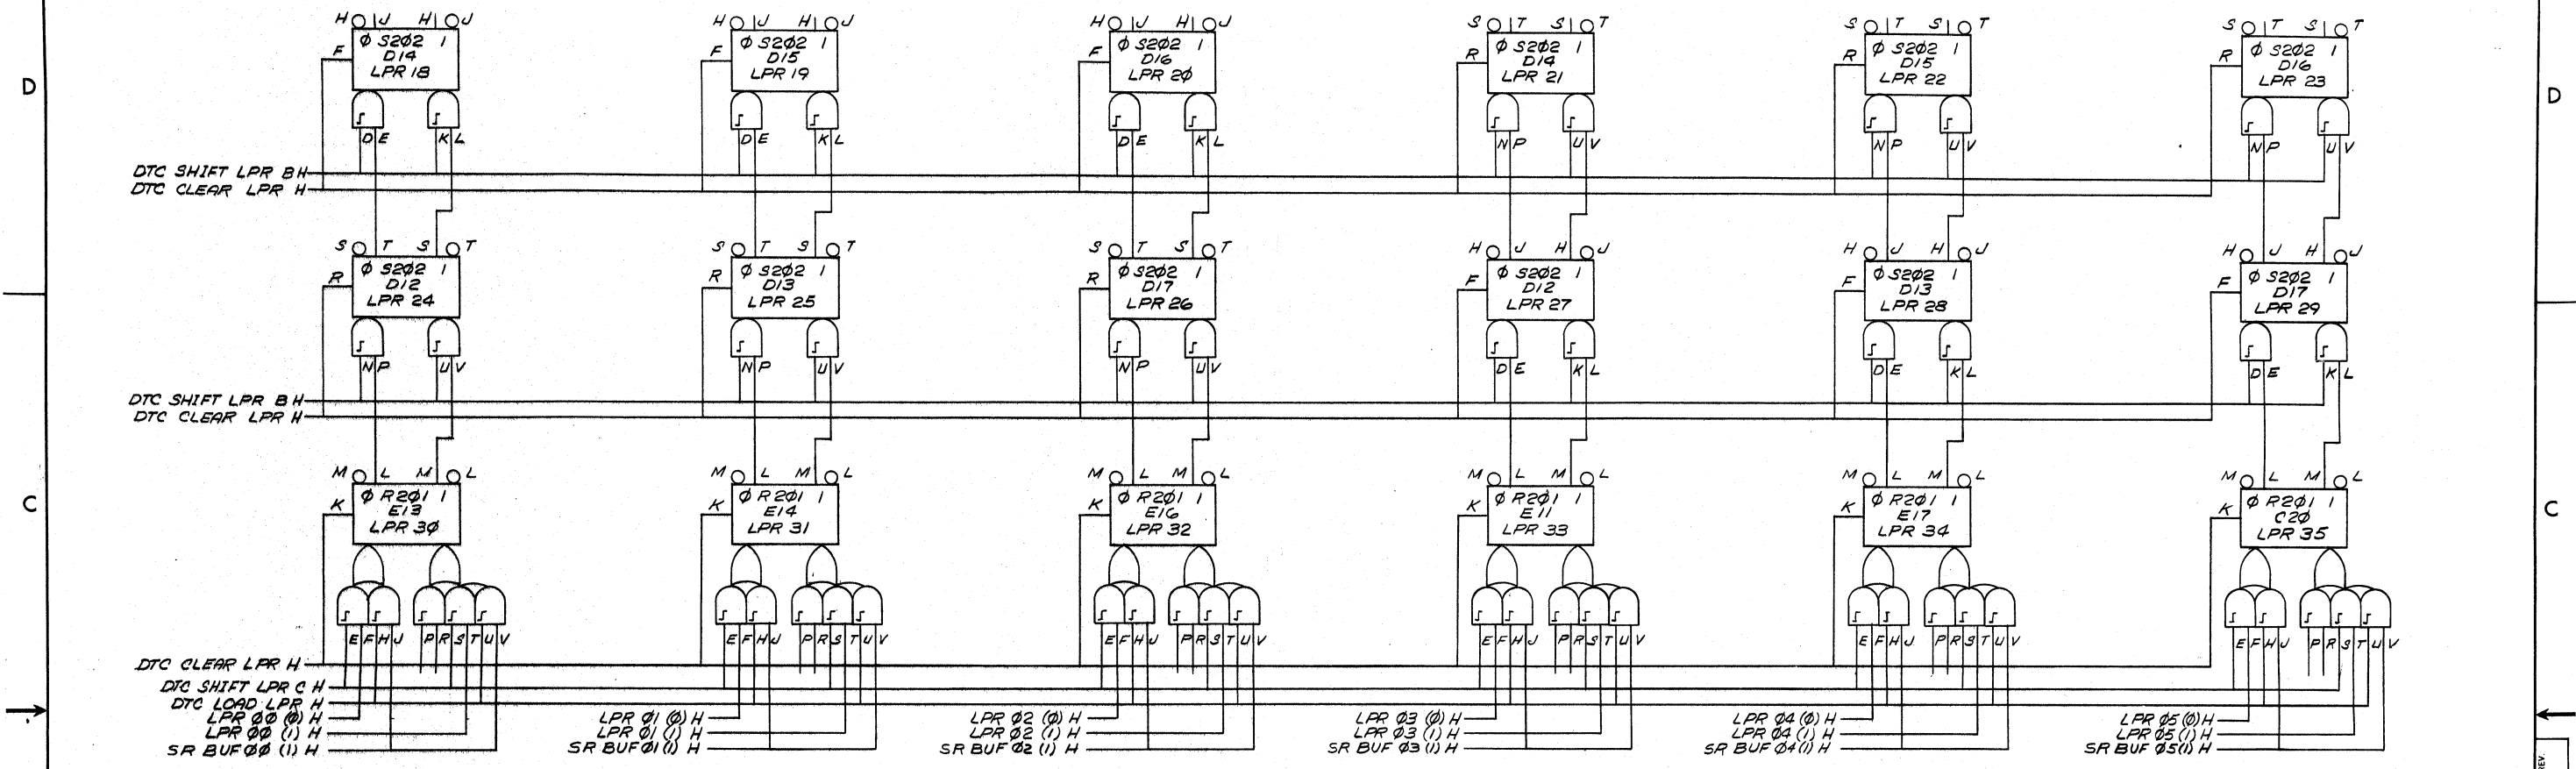 H J H J H J H J H J H J S T S T S T S T S T S T
F Ø S2Ø2 1 F Ø S2Ø2 1 F Ø S2Ø2 1 R Ø S2Ø2 1 R Ø S2Ø2 1 R Ø S2Ø2 1
D D14 D15 D16 D14 D15 D16 D
LPR 18 LPR 19 LPR 2Ø LPR 21 LPR 22 LPR 23
D E K L D E K L D E K L N P U V N P U V N P U V
DTC SHIFT LPR B H
DTC CLEAR LPR H
S T S T S T S T S T S T H J H J H J H J H J H J
R Ø S2Ø2 1 R Ø S2Ø2 1 R Ø S2Ø2 1 F Ø S2Ø2 1 F Ø S2Ø2 1 F Ø S2Ø2 1
D12 D13 D17 D12 D13 D17
LPR 24 LPR 25 LPR 26 LPR 27 LPR 28 LPR 29
N P U V N P U V N P U V D E K L D E K L D E K L
DTC SHIFT LPR B H
DTC CLEAR LPR H
M L M L M L M L M L M L M L M L M L M L M L M L
K Ø R2Ø1 1 K Ø R2Ø1 1 K Ø R2Ø1 1 K Ø R2Ø1 1 K Ø R2Ø1 1 K Ø R2Ø1 1
C E13 E14 E16 E11 E17 C2Ø C
LPR 3Ø LPR 31 LPR 32 LPR 33 LPR 34 LPR 35
E F H J P R S T U V E F H J P R S T U V E F H J P R S T U V E F H J P R S T U V E F H J P R S T U V E F H J P R S T U V
DTC CLEAR LPR H
DTC SHIFT LPR C H
DTC LOAD LPR H
LPR ØØ (Ø) H LPR Ø1 (Ø) H LPR Ø2 (Ø) H LPR Ø3 (Ø) H LPR Ø4 (Ø) H LPR Ø5 (Ø) H
LPR ØØ (1) H LPR Ø1 (1) H LPR Ø2 (1) H LPR Ø3 (1) H LPR Ø4 (1) H LPR Ø5 (1) H
SR BUF ØØ (1) H SR BUF Ø1 (1) H SR BUF Ø2 (1) H SR BUF Ø3 (1) H SR BUF Ø4 (1) H SR BUF Ø5 (1) H
REV.